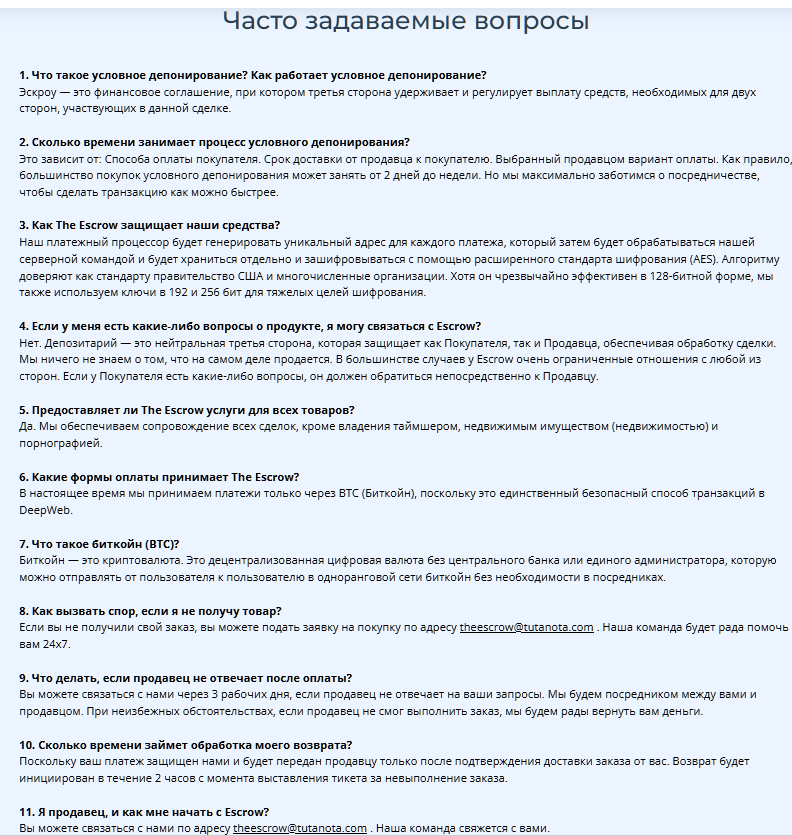 Часто задаваемые вопросы
1. Что такое условное депонирование? Как работает условное депонирование?
Эскроу — это финансовое соглашение, при котором третья сторона удерживает и регулирует выплату средств, необходимых для двух
сторон, участвующих в данной сделке.
2. Сколько времени занимает процесс условного депонирования?
Это зависит от: Способа оплаты покупателя. Срок доставки от продавца к покупателю. Выбранный продавцом вариант оплаты. Как правило,
большинство покупок условного депонирования может занять от 2 дней до недели. Но мы максимально заботимся о посредничестве,
чтобы сделать транзакцию как можно быстрее.
3. Как The Escrow защищает наши средства?
Наш платежный процессор будет генерировать уникальный адрес для каждого платежа, который затем будет обрабатываться нашей
серверной командой и будет храниться отдельно и зашифровываться с помощью расширенного стандарта шифрования (AES). Алгоритму
доверяют как стандарту правительство США и многочисленные организации. Хотя он чрезвычайно эффективен в 128-битной форме, мы
также используем ключи в 192 и 256 бит для тяжелых целей шифрования.
4. Если у меня есть какие-либо вопросы о продукте, я могу связаться с Escrow?
Нет. Депозитарий — это нейтральная третья сторона, которая защищает как Покупателя, так и Продавца, обеспечивая обработку сделки.
Мы ничего не знаем о том, что на самом деле продается. В большинстве случаев у Escrow очень ограниченные отношения с любой из
сторон. Если у Покупателя есть какие-либо вопросы, он должен обратиться непосредственно к Продавцу.
5. Предоставляет ли The Escrow услуги для всех товаров?
Да. Мы обеспечиваем сопровождение всех сделок, кроме владения таймшером, недвижимым имуществом (недвижимостью) и
порнографией.
6. Какие формы оплаты принимает The Escrow?
В настоящее время мы принимаем платежи только через BTC (Биткойн), поскольку это единственный безопасный способ транзакций в
DeepWeb.
7. Что такое биткойн (BTC)?
Биткойн — это криптовалюта. Это децентрализованная цифровая валюта без центрального банка или единого администратора, которую
можно отправлять от пользователя к пользователю в одноранговой сети биткойн без необходимости в посредниках.
8. Как вызвать спор, если я не получу товар?
Если вы не получили свой заказ, вы можете подать заявку на покупку по адресу theescrow@tutanota.com . Наша команда будет рада помочь
вам 24x7.
9. Что делать, если продавец не отвечает после оплаты?
Вы можете связаться с нами через 3 рабочих дня, если продавец не отвечает на ваши запросы. Мы будем посредником между вами и
продавцом. При неизбежных обстоятельствах, если продавец не смог выполнить заказ, мы будем рады вернуть вам деньги.
10. Сколько времени займет обработка моего возврата?
Поскольку ваш платеж защищен нами и будет передан продавцу только после подтверждения доставки заказа от вас. Возврат будет
инициирован в течение 2 часов с момента выставления тикета за невыполнение заказа.
11. Я продавец, и как мне начать с Escrow?
Вы можете связаться с нами по адресу theescrow@tutanota.com . Наша команда свяжется с вами.